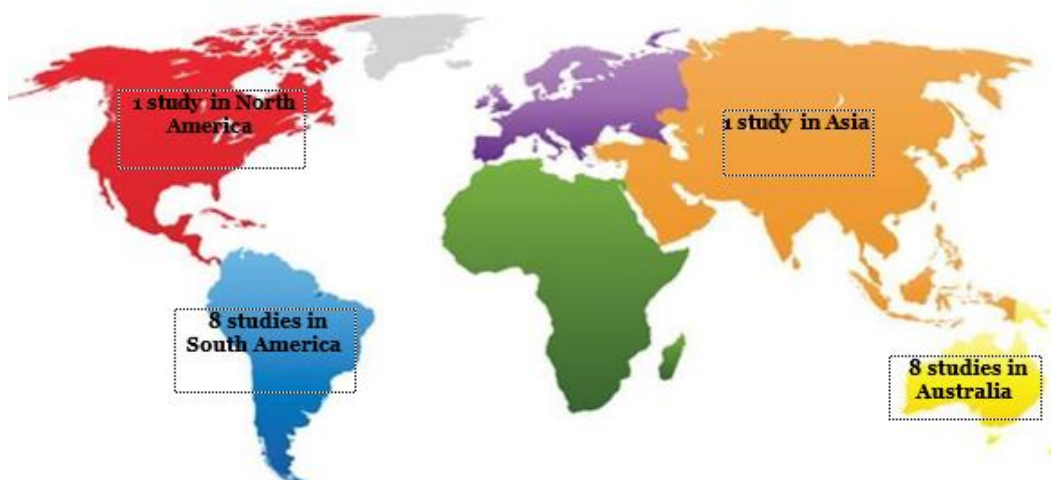 1 study in North
America
1 study in Asia
8 studies in
South America
8 studies in
Australia